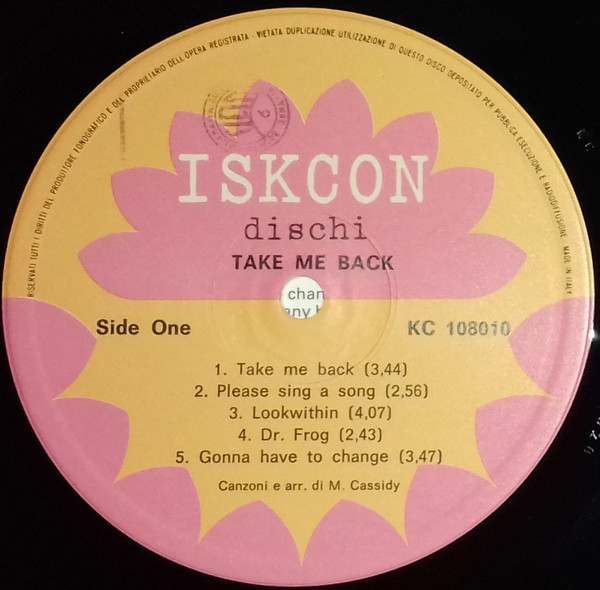 RISERVATI TUTTI I DIRITTI DEL PRODUTTORE FONOGRAFICO E DEL PROPRIETARIO DELL'OPERA REGISTRATA - VIETATA DUPLICAZIONE UTILIZZAZIONE DI QUESTO DISCO DEPOSITATO PER PUBBLICA ESECUZIONE E RADIODIFFUSIONE MADE IN ITALY
ISKCON
dischi
TAKE ME BACK
chan
any
Side One
KC 108010
1. Take me back (3,44)
2. Please sing a song (2,56)
3. Lookwithin (4,07)
4. Dr. Frog (2,43)
5. Gonna have to change (3,47)
Canzoni e arr. di M. Cassidy